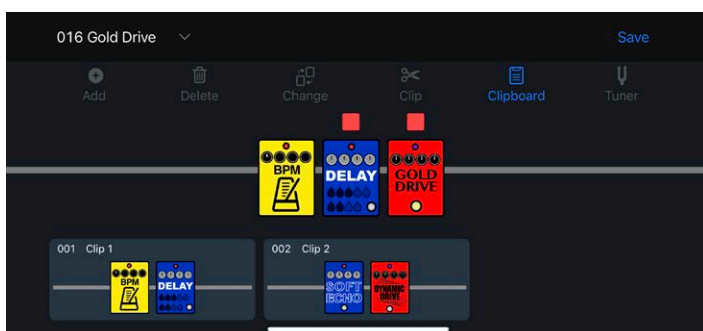 016 Gold Drive
Save
Add
Delete
Change
Clip
Clipboard
Tuner
BPM
DELAY
GOLD
DRIVE
001 Clip 1
002 Clip 2
BPM
DELAY
SOFT
ECHO
DYNAMIC
DRIVE